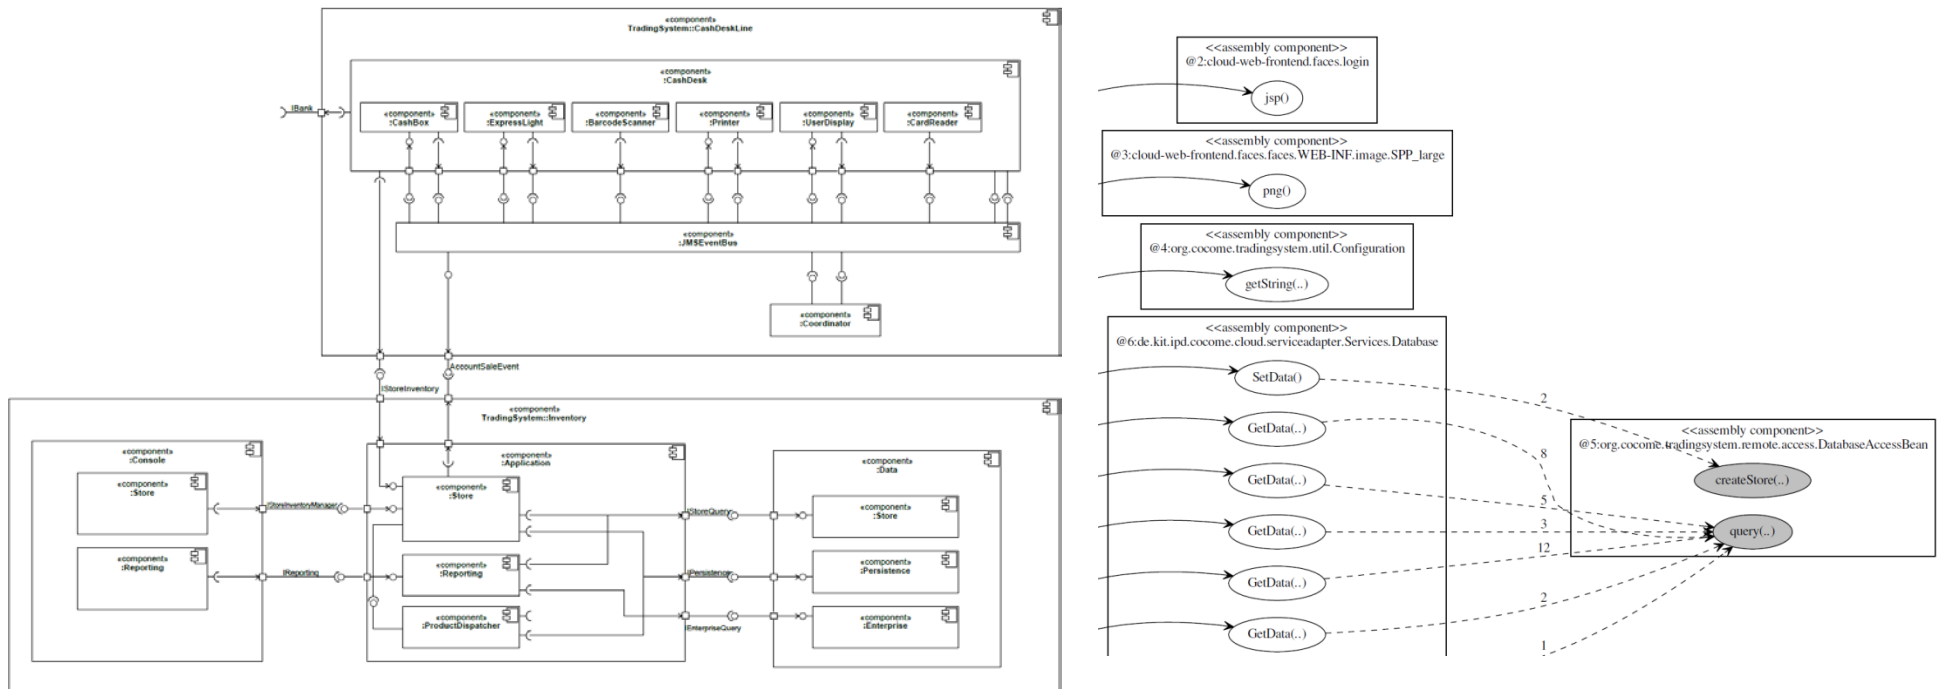 «component»
TradingSystem::CashDeskLine
«component»
:CashDesk
IBank
«component»
:CashBox
«component»
:ExpressLight
«component»
:BarcodeScanner
«component»
:Printer
«component»
:UserDisplay
«component»
:CardReader
«component»
:JMSEventBus
«component»
:Coordinator
AccountSaleEvent
IStoreInventory
«component»
TradingSystem::Inventory
«component»
:Console
«component»
:Store
«component»
:Reporting
IStoreInventoryManager
IReporting
«component»
:Application
«component»
:Store
«component»
:Reporting
«component»
:ProductDispatcher
IStoreQuery
IPersistence
IEnterpriseQuery
«component»
:Data
«component»
:Store
«component»
:Persistence
«component»
:Enterprise
<<assembly component>>
@2:cloud-web-frontend.faces.login
jsp()
<<assembly component>>
@3:cloud-web-frontend.faces.faces.WEB-INF.image.SPP_large
png()
<<assembly component>>
@4:org.cocome.tradingsystem.util.Configuration
getString(..)
<<assembly component>>
@6:de.kit.ipd.cocome.cloud.serviceadapter.Services.Database
SetData()
GetData(..)
GetData(..)
GetData(..)
GetData(..)
GetData(..)
2
8
5
3
12
2
1
<<assembly component>>
@5:org.cocome.tradingsystem.remote.access.DatabaseAccessBean
createStore(..)
query(..)